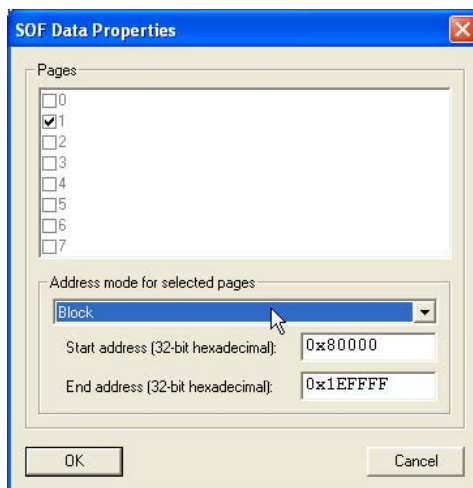 SOF Data Properties
Pages
0
1
2
3
4
5
6
7
Address mode for selected pages
Block
Start address (32-bit hexadecimal): 0x80000
End address (32-bit hexadecimal): 0x1EFFFF
OK Cancel